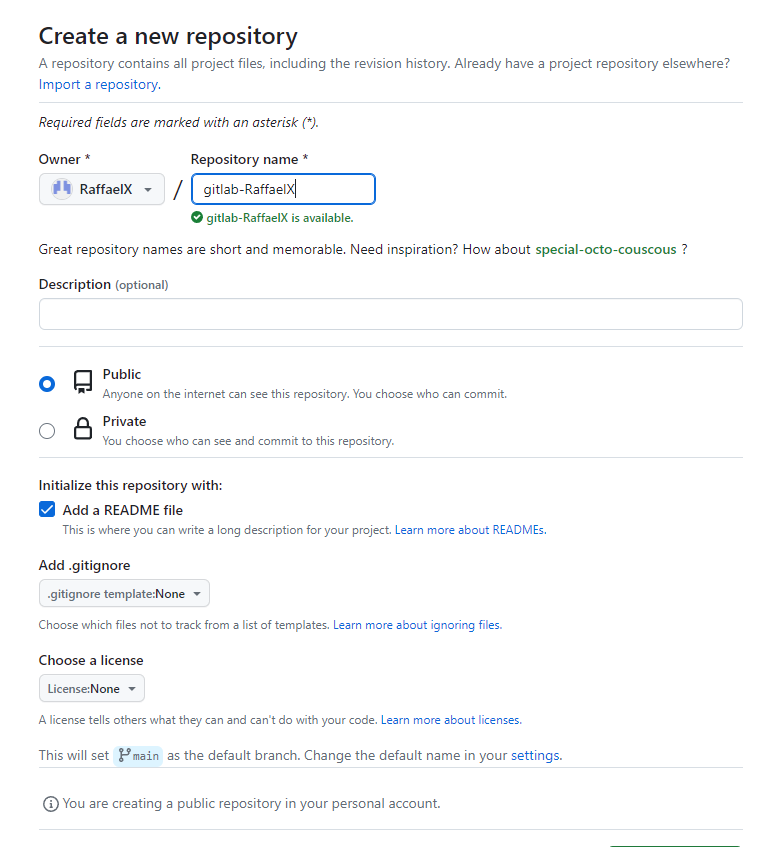 Create a new repository
A repository contains all project files, including the revision history. Already have a project repository elsewhere?
Import a repository.
Required fields are marked with an asterisk (*).
Owner * Repository name *
RaffaelX / gitlab-RaffaelX
gitlab-RaffaelX is available.
Great repository names are short and memorable. Need inspiration? How about special-octo-couscous ?
Description (optional)
Public
Anyone on the internet can see this repository. You choose who can commit.
Private
You choose who can see and commit to this repository.
Initialize this repository with:
Add a README file
This is where you can write a long description for your project. Learn more about READMEs.
Add .gitignore
.gitignore template:None
Choose which files not to track from a list of templates. Learn more about ignoring files.
Choose a license
License:None
A license tells others what they can and can't do with your code. Learn more about licenses.
This will set main as the default branch. Change the default name in your settings.
You are creating a public repository in your personal account.